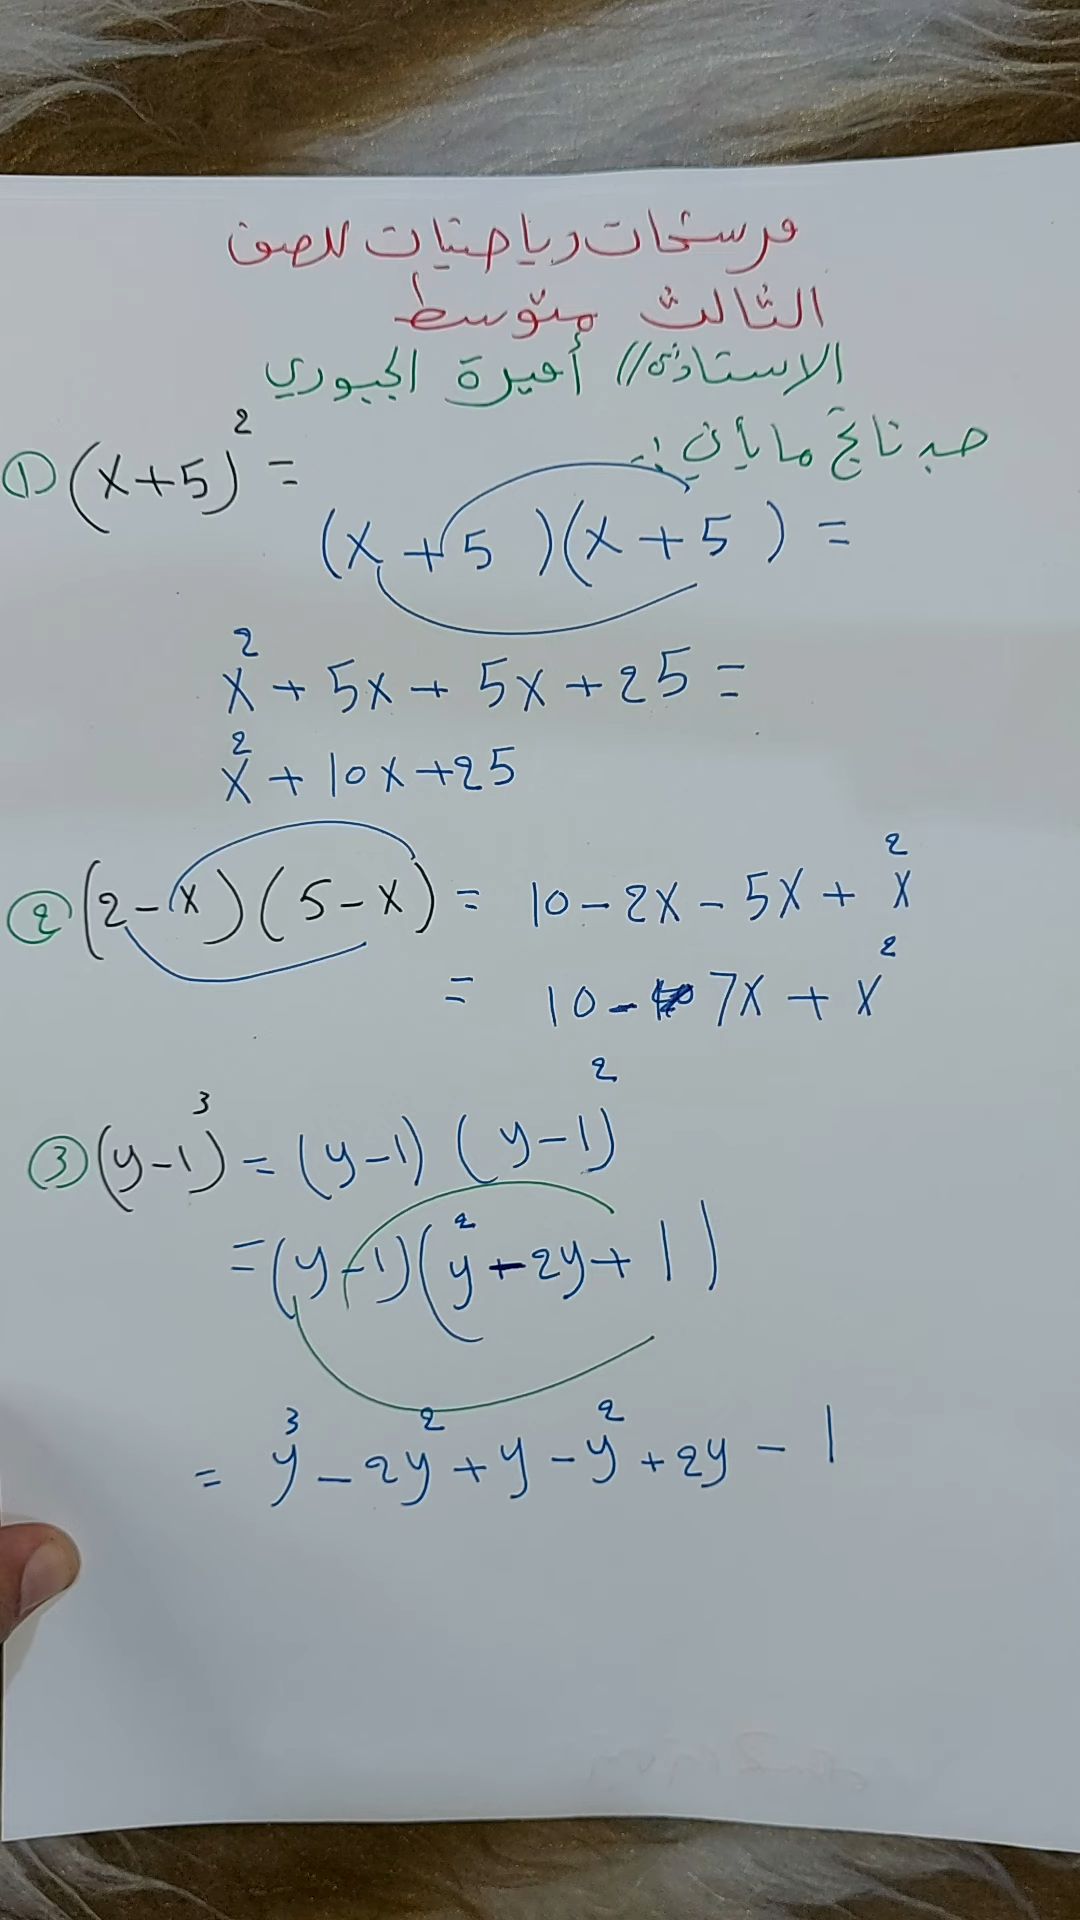 مرشحات رياضيات للصف
الثالث متوسط
الاستاذة // أميرة الجبوري
جد ناتج ما يأتي :-
① (x+5)² =
(x+5)(x+5) =
x² + 5x + 5x + 25 =
x² + 10x + 25
② (2-x)(5-x) = 10 - 2x - 5x + x²
= 10 - 7x + x²
③ (y-1)³ = (y-1) (y-1)²
= (y-1)(y² - 2y + 1)
= y³ - 2y² + y - y² + 2y - 1